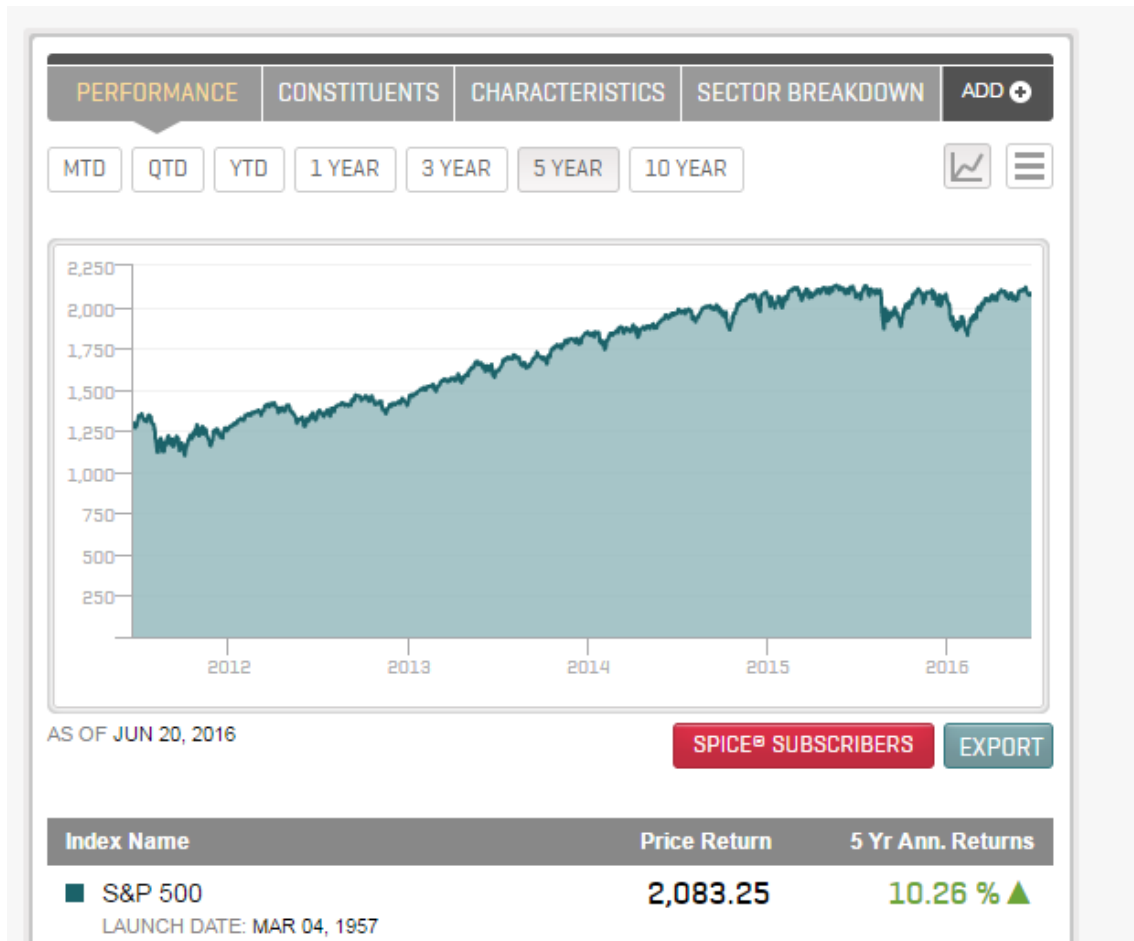 PERFORMANCE CONSTITUENTS CHARACTERISTICS SECTOR BREAKDOWN ADD
MTD QTD YTD 1 YEAR 3 YEAR 5 YEAR 10 YEAR
2,250
2,000
1,750
1,500
1,250
1,000
750
500
250
2012 2013 2014 2015 2016
AS OF JUN 20, 2016
SPICE® SUBSCRIBERS EXPORT
Index Name Price Return 5 Yr Ann. Returns
S&P 500 2,083.25 10.26 % ▲
LAUNCH DATE: MAR 04, 1957